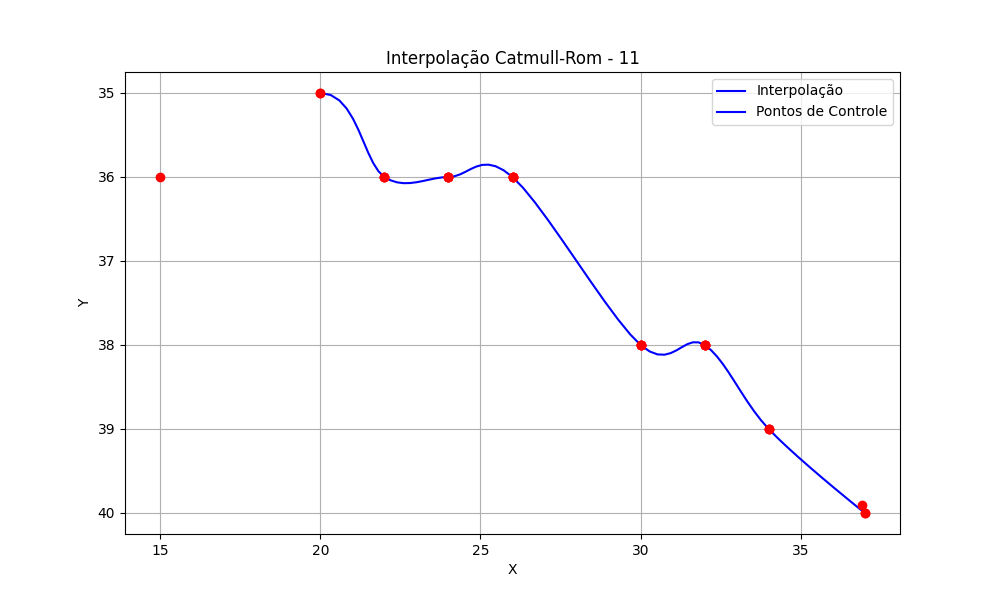 Interpolação Catmull-Rom - 11
Interpolação
Pontos de Controle
35
36
37
38
39
40
Y
15 20 25 30 35
X